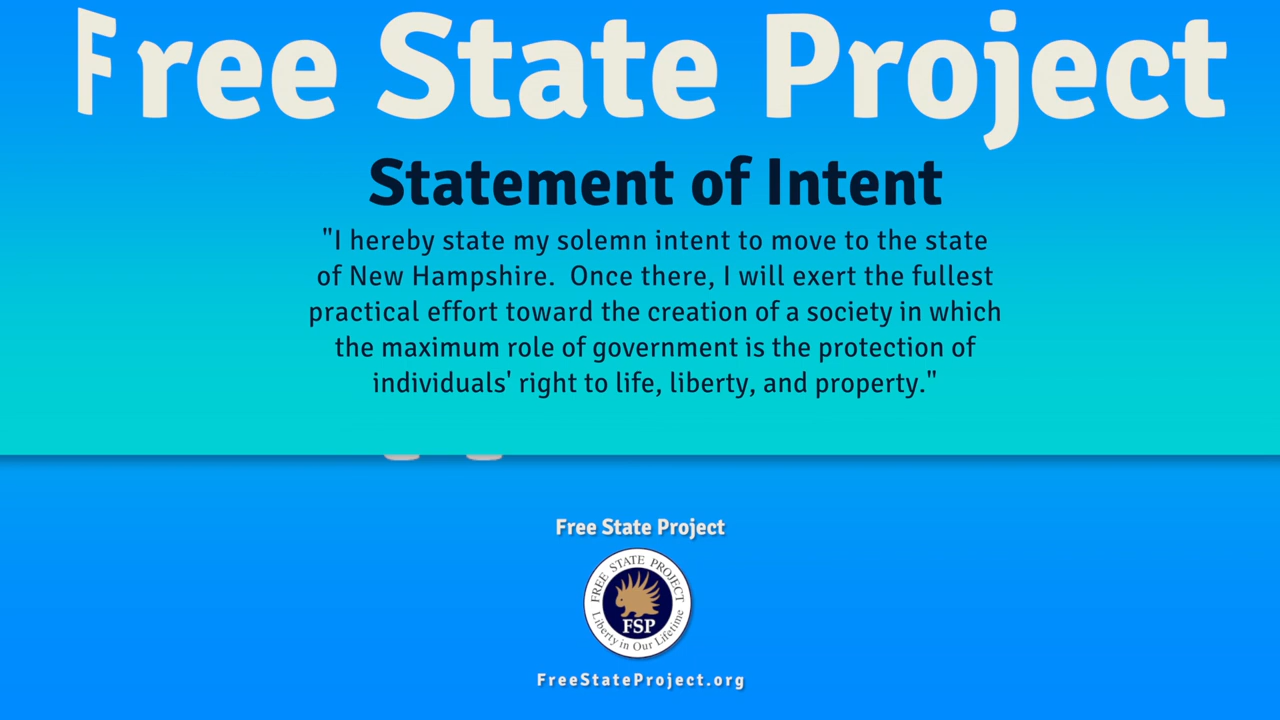 Free State Project
Statement of Intent
"I hereby state my solemn intent to move to the state
of New Hampshire.  Once there, I will exert the fullest
practical effort toward the creation of a society in which
the maximum role of government is the protection of
individuals' right to life, liberty, and property."
Free State Project
FREE STATE PROJECT
FSP
Liberty in Our Lifetime
FreeStateProject.org